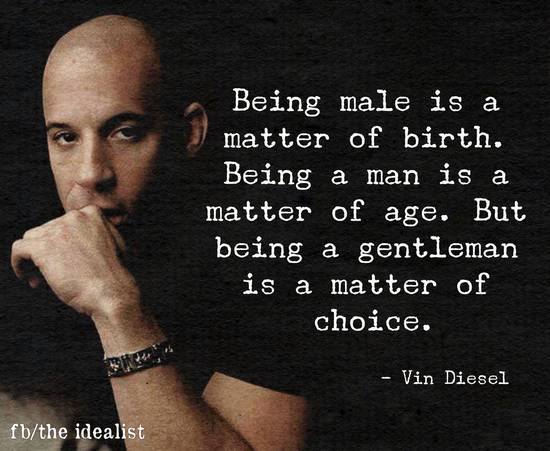 Being male is a
matter of birth.
Being a man is a
matter of age. But
being a gentleman
is a matter of
choice.
- Vin Diesel
fb/the idealist